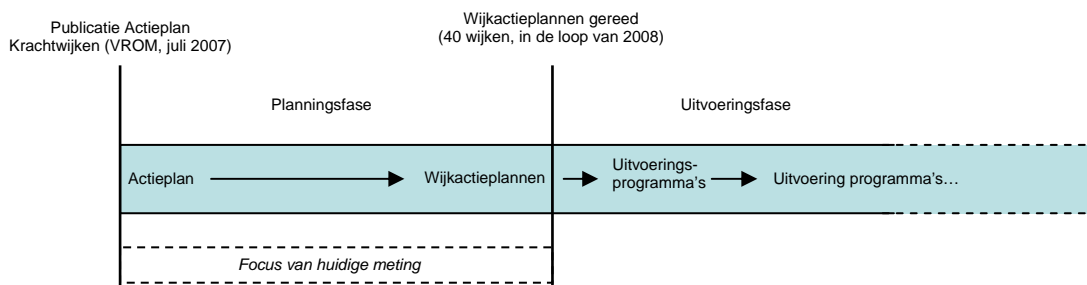 Publicatie Actieplan
Krachtwijken (VROM, juli 2007)
Wijkactieplannen gereed
(40 wijken, in de loop van 2008)
Planningsfase
Uitvoeringsfase
Actieplan
Wijkactieplannen
Uitvoerings-
programma's
Uitvoering programma's…
Focus van huidige meting